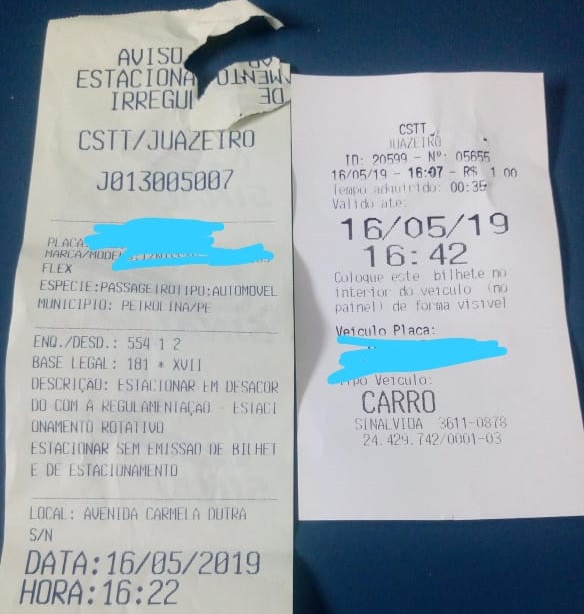 AVISO
ESTACIONAMENTO
IRREGU
CSTT/JUAZEIRO
J013005007
PLACA:
MARCA/MODE
FLEX
ESPECIE:PASSAGEIROTIPO:AUTOMOVEL
MUNICIPIO: PETROLINA/PE
ENQ./DESD.: 554 1 2
BASE LEGAL: 181 * XVII
DESCRIÇÃO: ESTACIONAR EM DESACOR
DO COM A REGULAMENTAÇÃO - ESTACI
ONAMENTO ROTATIVO
ESTACIONAR SEM EMISSAO DE BILHET
E DE ESTACIONAMENTO
LOCAL: AVENIDA CARMELA DUTRA
S/N
DATA:16/05/2019
HORA:16:22
CSTT/
JUAZEIRO
ID: 20599 - Nº: 05655
16/05/19 - 16:07 - R$ 1.00
Tempo adquirido: 00:35
Valido ate:
16/05/19
16:42
Coloque este bilhete no
interior do veiculo (no
painel) de forma visivel
Veiculo Placa:
Tipo Veiculo:
CARRO
SINALVIDA 3611-0878
24.429.742/0001-03